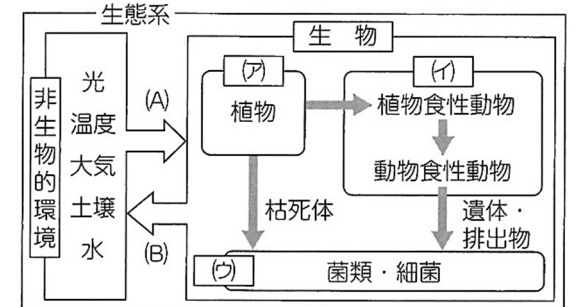 生態系
生物
非生物的環境
光
温度
大気
土壌
水
(A)
(B)
(ア)
植物
(イ)
植物食性動物
動物食性動物
枯死体
遺体・
排出物
(ウ)
菌類・細菌